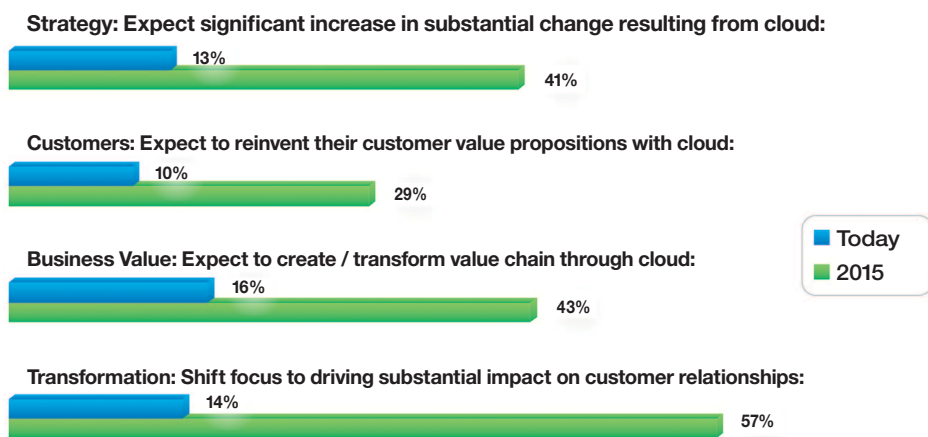 Strategy: Expect significant increase in substantial change resulting from cloud:
13%
41%
Customers: Expect to reinvent their customer value propositions with cloud:
10%
29%
Today
2015
Business Value: Expect to create / transform value chain through cloud:
16%
43%
Transformation: Shift focus to driving substantial impact on customer relationships:
14%
57%